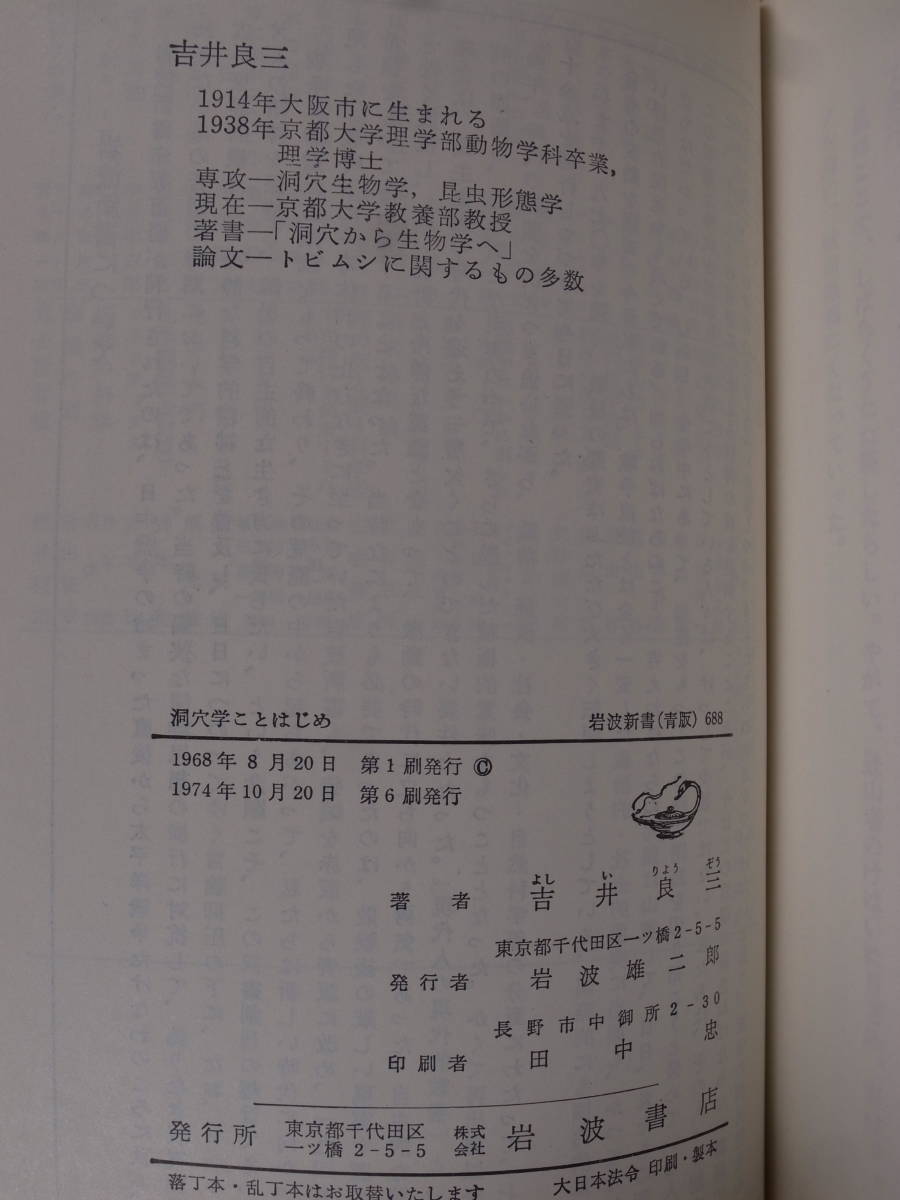 吉井良三
1914年大阪市に生まれる
1938年京都大学理学部動物学科卒業,
理学博士
専攻―洞穴生物学,昆虫形態学
現在―京都大学教養部教授
著書―「洞穴から生物学へ」
論文―トビムシに関するもの多数
洞穴学ことはじめ 岩波新書(青版)688
1968年8月20日 第1刷発行 ©
1974年10月20日 第6刷発行
よし い りよう ぞう
著者 吉井良三
東京都千代田区一ツ橋2-5-5
発行者 岩波雄二郎
長野市中御所2-30
印刷者 田中忠
発行所 東京都千代田区一ツ橋2-5-5 株式会社 岩波書店
落丁本・乱丁本はお取替いたします 大日本法令 印刷・製本